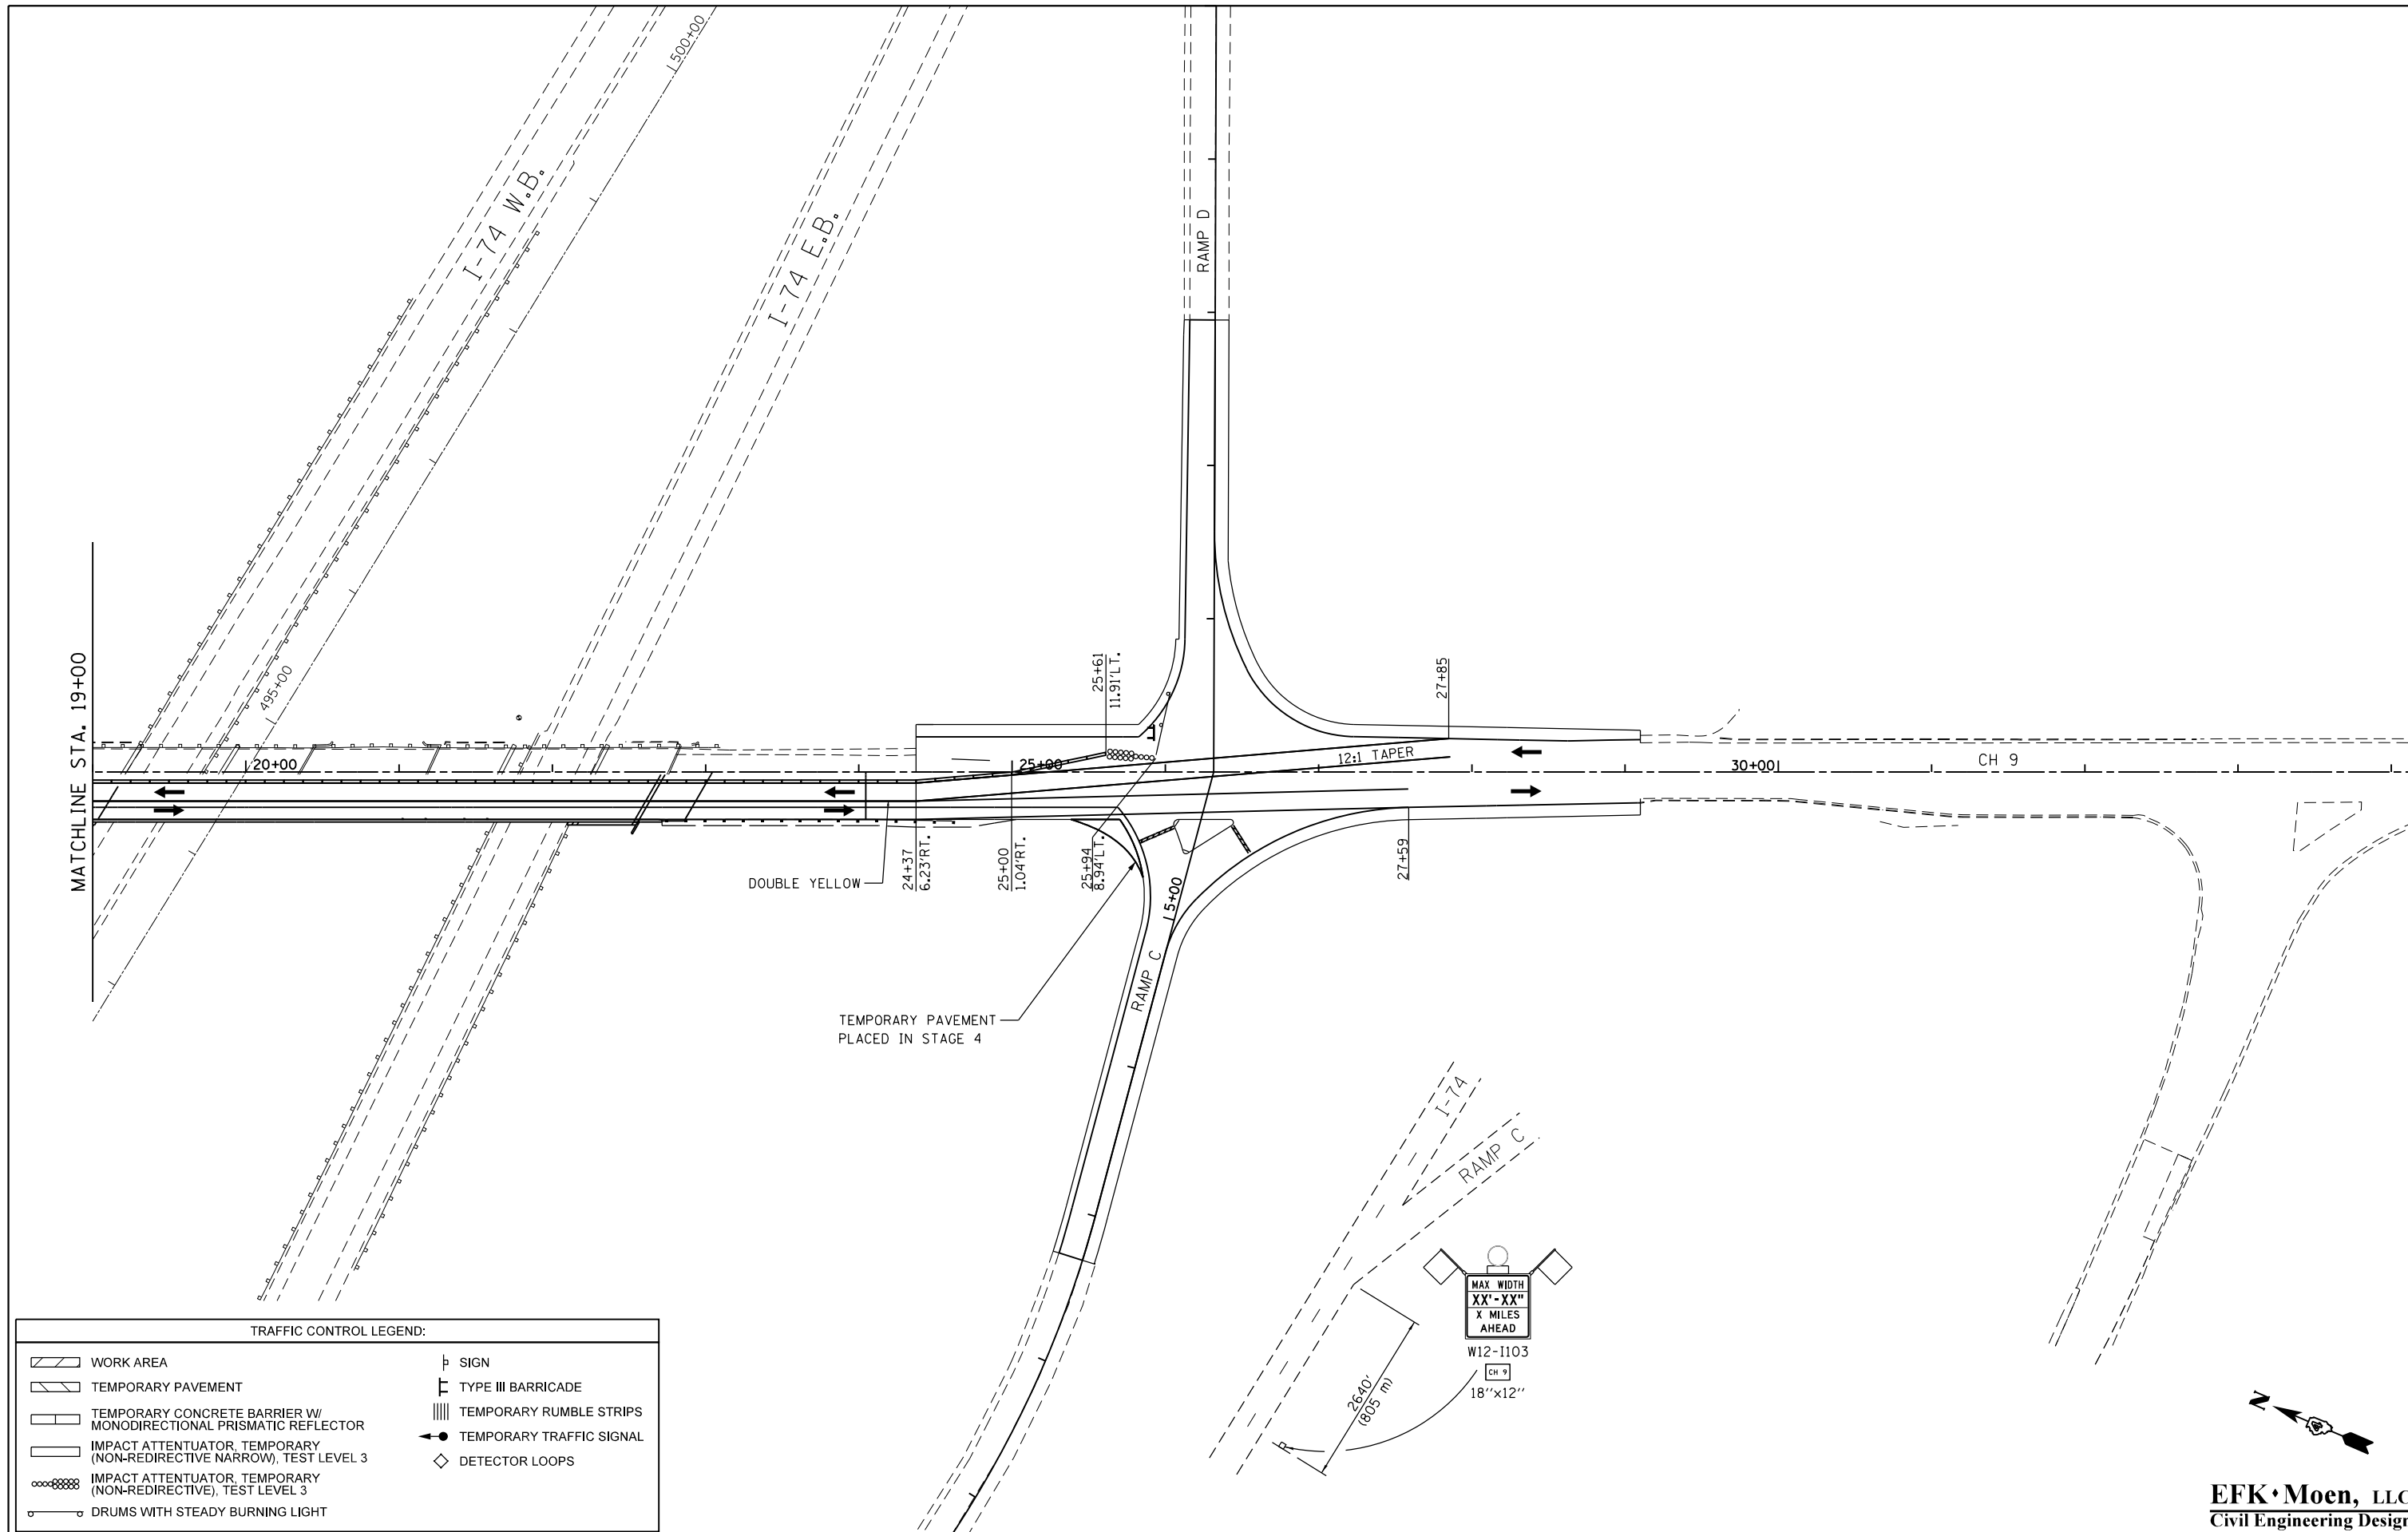 500+00
I-74 W.B.
I-74 E.B.
RAMP D
MATCHLINE STA. 19+00
495+00
20+00
25+61
11.91'LT.
27+85
25+00
12:1 TAPER
30+00
CH 9
DOUBLE YELLOW
24+37
6.23'RT.
25+00
1.04'RT.
25+94
8.94'LT.
27+59
15+00
RAMP C
TEMPORARY PAVEMENT
PLACED IN STAGE 4
I-74
RAMP C
MAX WIDTH
XX'-XX"
X MILES
AHEAD
W12-I103
CH 9
18''x12''
2640'
(805 m)
TRAFFIC CONTROL LEGEND:
WORK AREA
TEMPORARY PAVEMENT
TEMPORARY CONCRETE BARRIER W/
MONODIRECTIONAL PRISMATIC REFLECTOR
IMPACT ATTENTUATOR, TEMPORARY
(NON-REDIRECTIVE NARROW), TEST LEVEL 3
IMPACT ATTENTUATOR, TEMPORARY
(NON-REDIRECTIVE), TEST LEVEL 3
DRUMS WITH STEADY BURNING LIGHT
SIGN
TYPE III BARRICADE
TEMPORARY RUMBLE STRIPS
TEMPORARY TRAFFIC SIGNAL
DETECTOR LOOPS
N
EFK•Moen, LLC
Civil Engineering Design